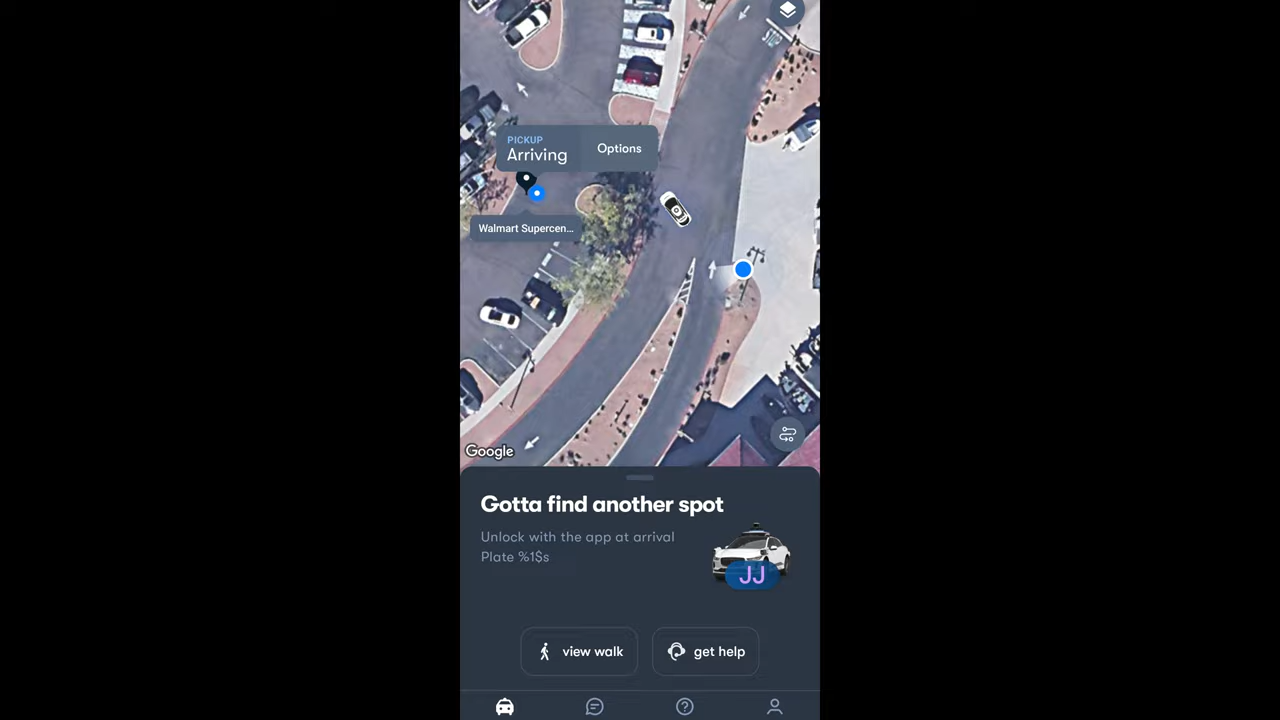 PICKUP
Arriving
Options
Walmart Supercen...
Google
Gotta find another spot
Unlock with the app at arrival
Plate %1$s
JJ
view walk
get help